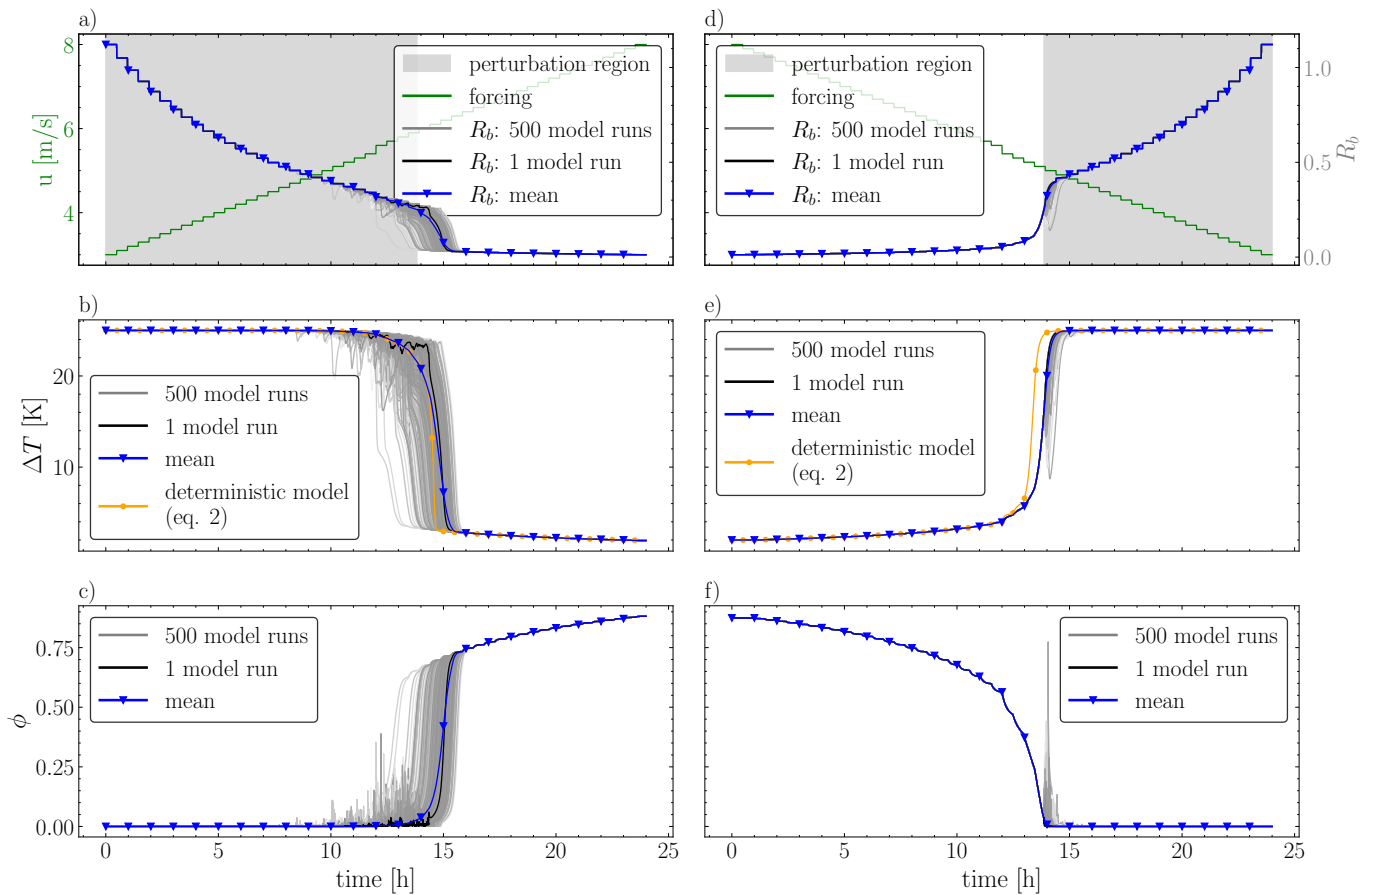 a)
8
6
4
u [m/s]
perturbation region
forcing
R_b: 500 model runs
R_b: 1 model run
R_b: mean
d)
perturbation region
forcing
R_b: 500 model runs
R_b: 1 model run
R_b: mean
1.0
0.5
0.0
R_b
b)
20
10
ΔT [K]
500 model runs
1 model run
mean
deterministic model
(eq. 2)
e)
500 model runs
1 model run
mean
deterministic model
(eq. 2)
c)
0.75
0.50
0.25
0.00
ϕ
500 model runs
1 model run
mean
0 5 10 15 20 25
time [h]
f)
500 model runs
1 model run
mean
0 5 10 15 20 25
time [h]